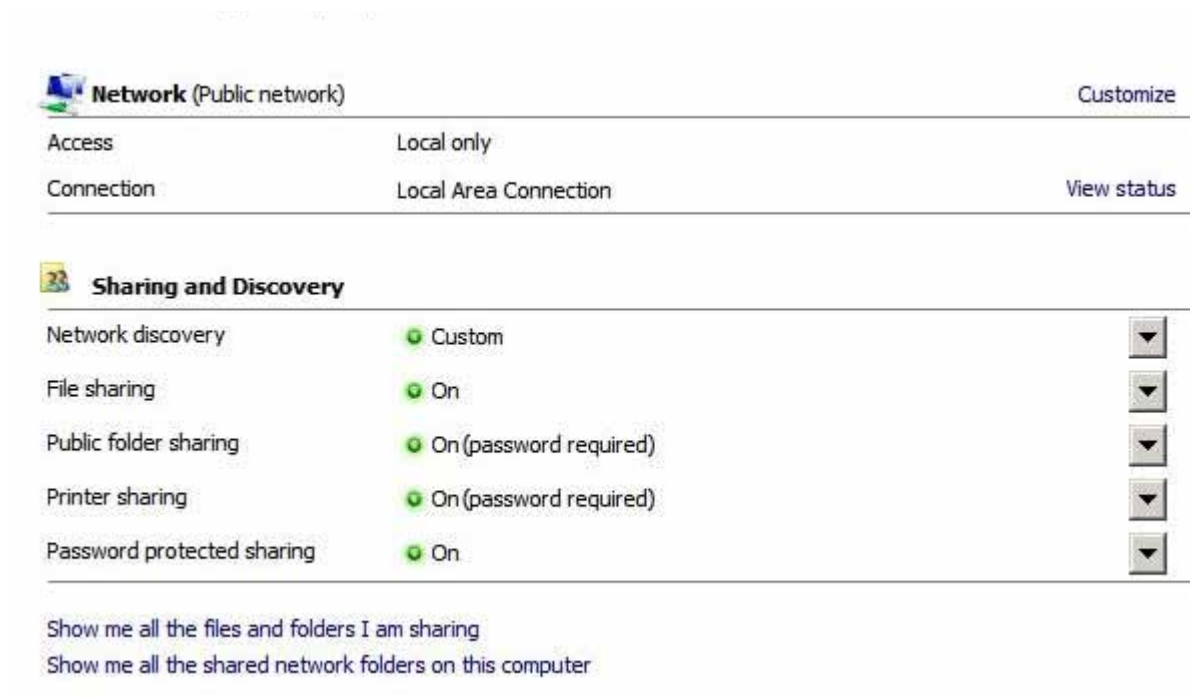 Network (Public network) Customize
Access Local only
Connection Local Area Connection View status
Sharing and Discovery
Network discovery Custom
File sharing On
Public folder sharing On (password required)
Printer sharing On (password required)
Password protected sharing On
Show me all the files and folders I am sharing
Show me all the shared network folders on this computer